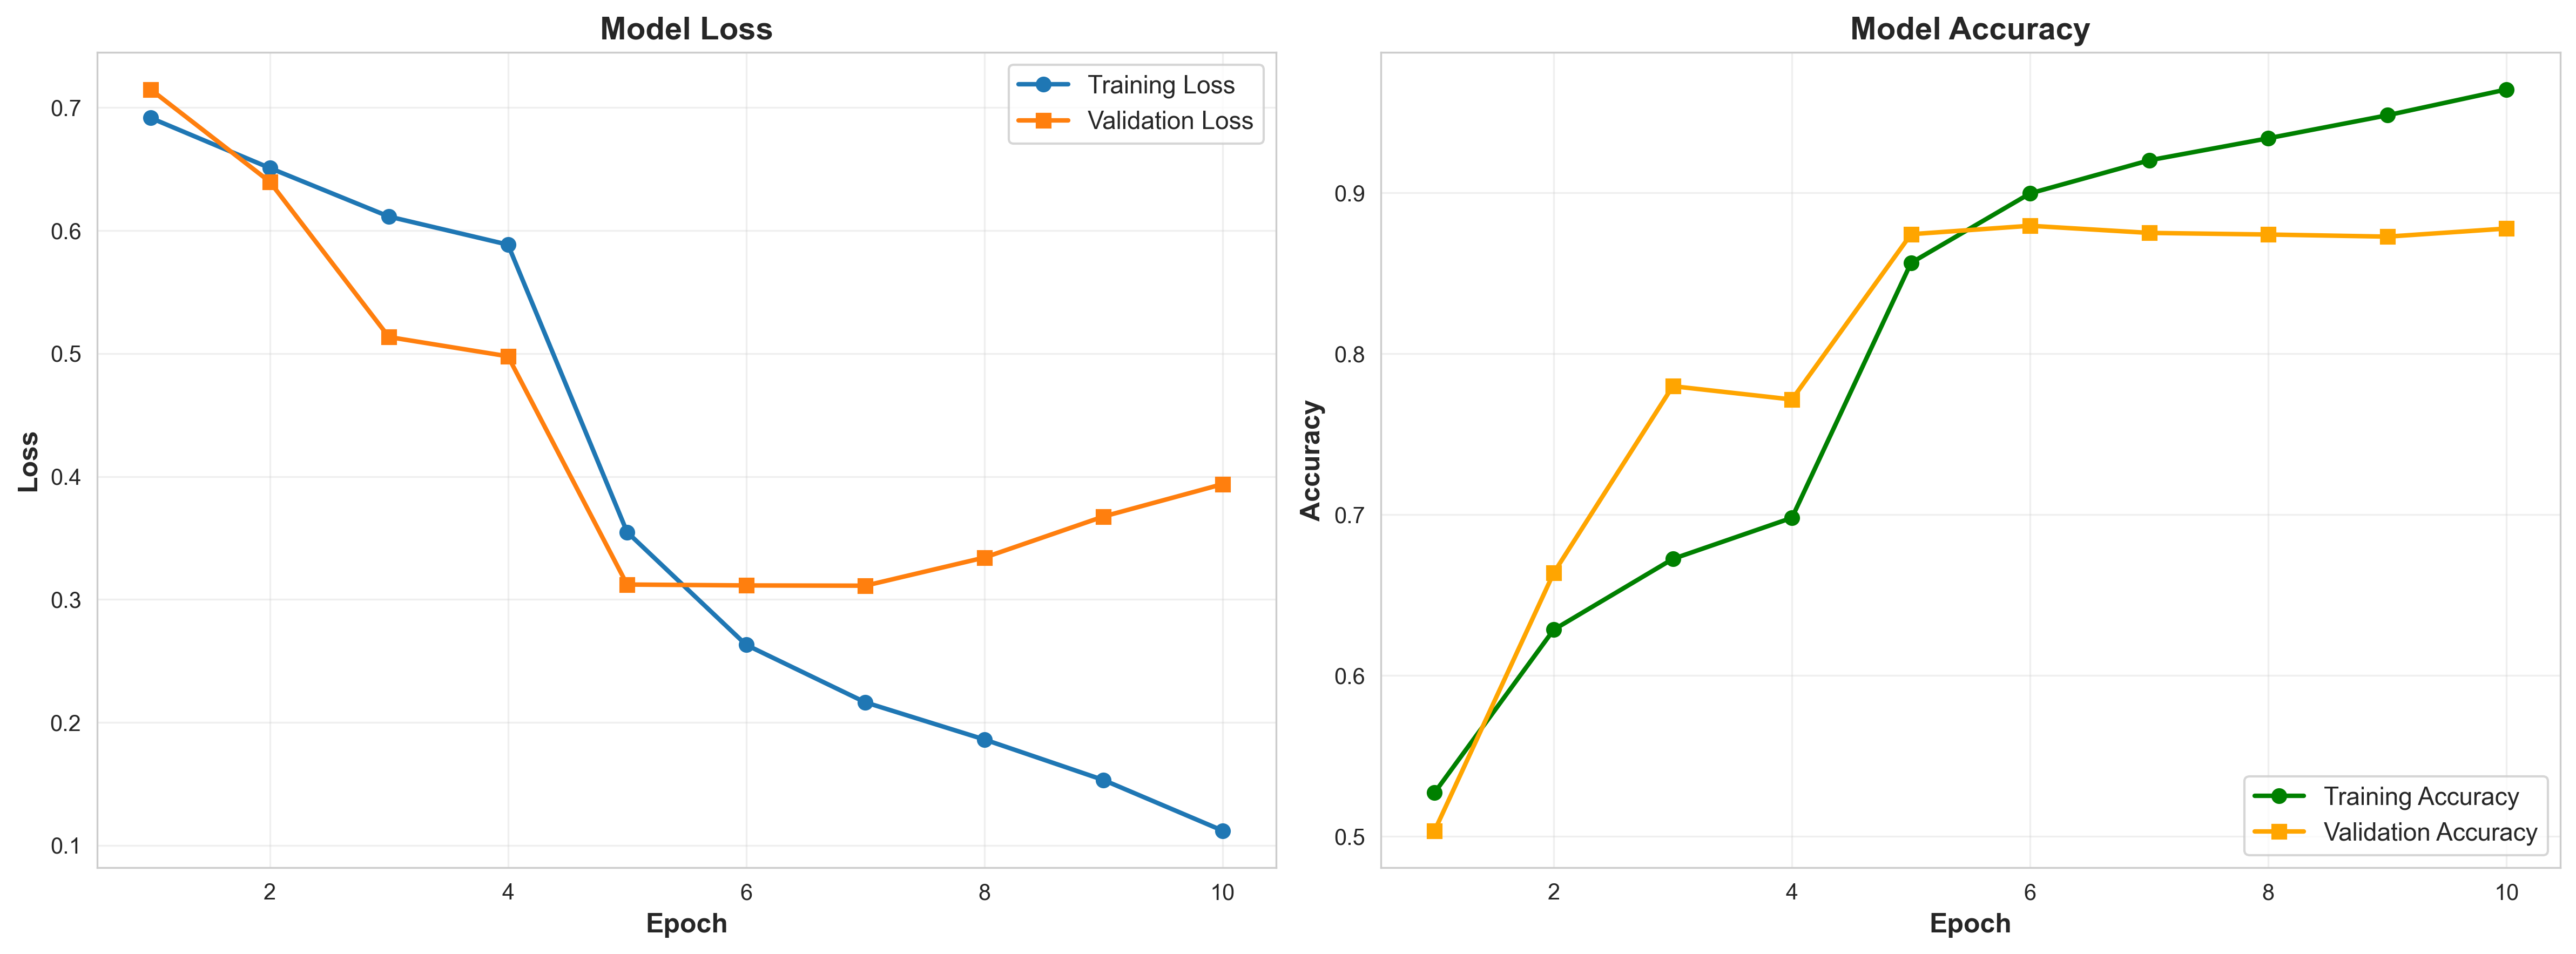 Model Loss
Training Loss
Validation Loss
0.7
0.6
0.5
0.4
0.3
0.2
0.1
Loss
2
4
6
8
10
Epoch
Model Accuracy
0.9
0.8
0.7
0.6
0.5
Accuracy
Training Accuracy
Validation Accuracy
2
4
6
8
10
Epoch